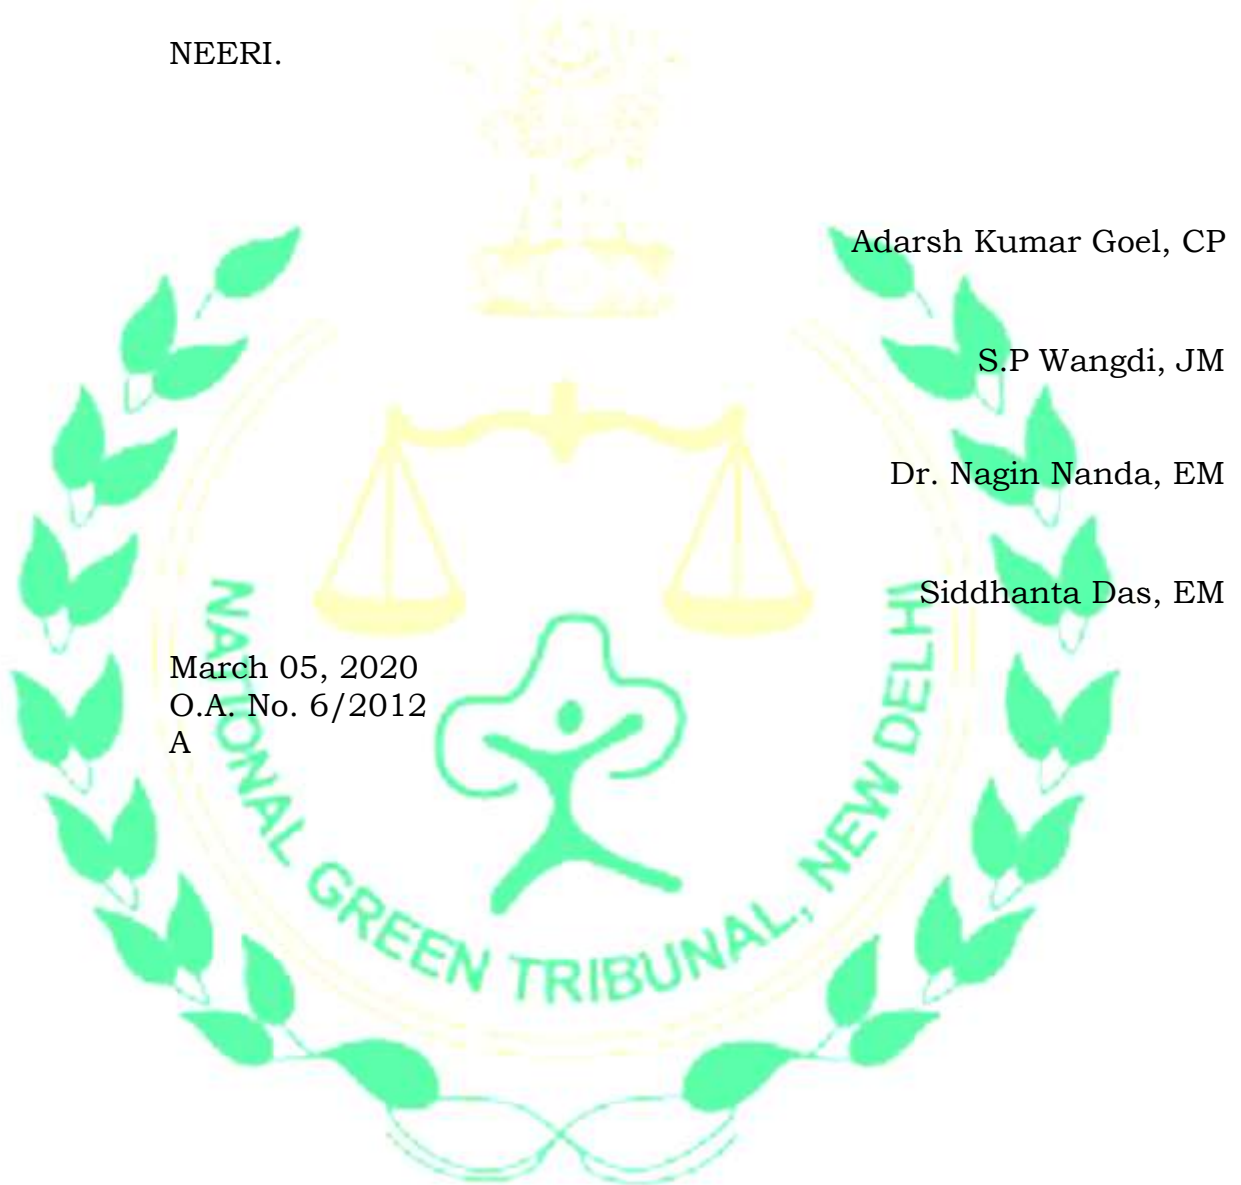 NEERI.
Adarsh Kumar Goel, CP
S.P Wangdi, JM
Dr. Nagin Nanda, EM
Siddhanta Das, EM
March 05, 2020
O.A. No. 6/2012
A
NATIONAL GREEN TRIBUNAL, NEW DELHI